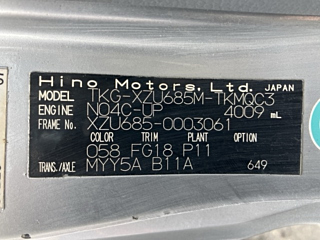 Hino Motors, Ltd. JAPAN
MODEL TKG-XZU685M-TKMQC3
ENGINE N04C-UP 4009 mL
FRAME No. XZU685-0003061
COLOR TRIM PLANT OPTION
058 FG18 P11
TRANS./AXLE MYY5A B11A 649